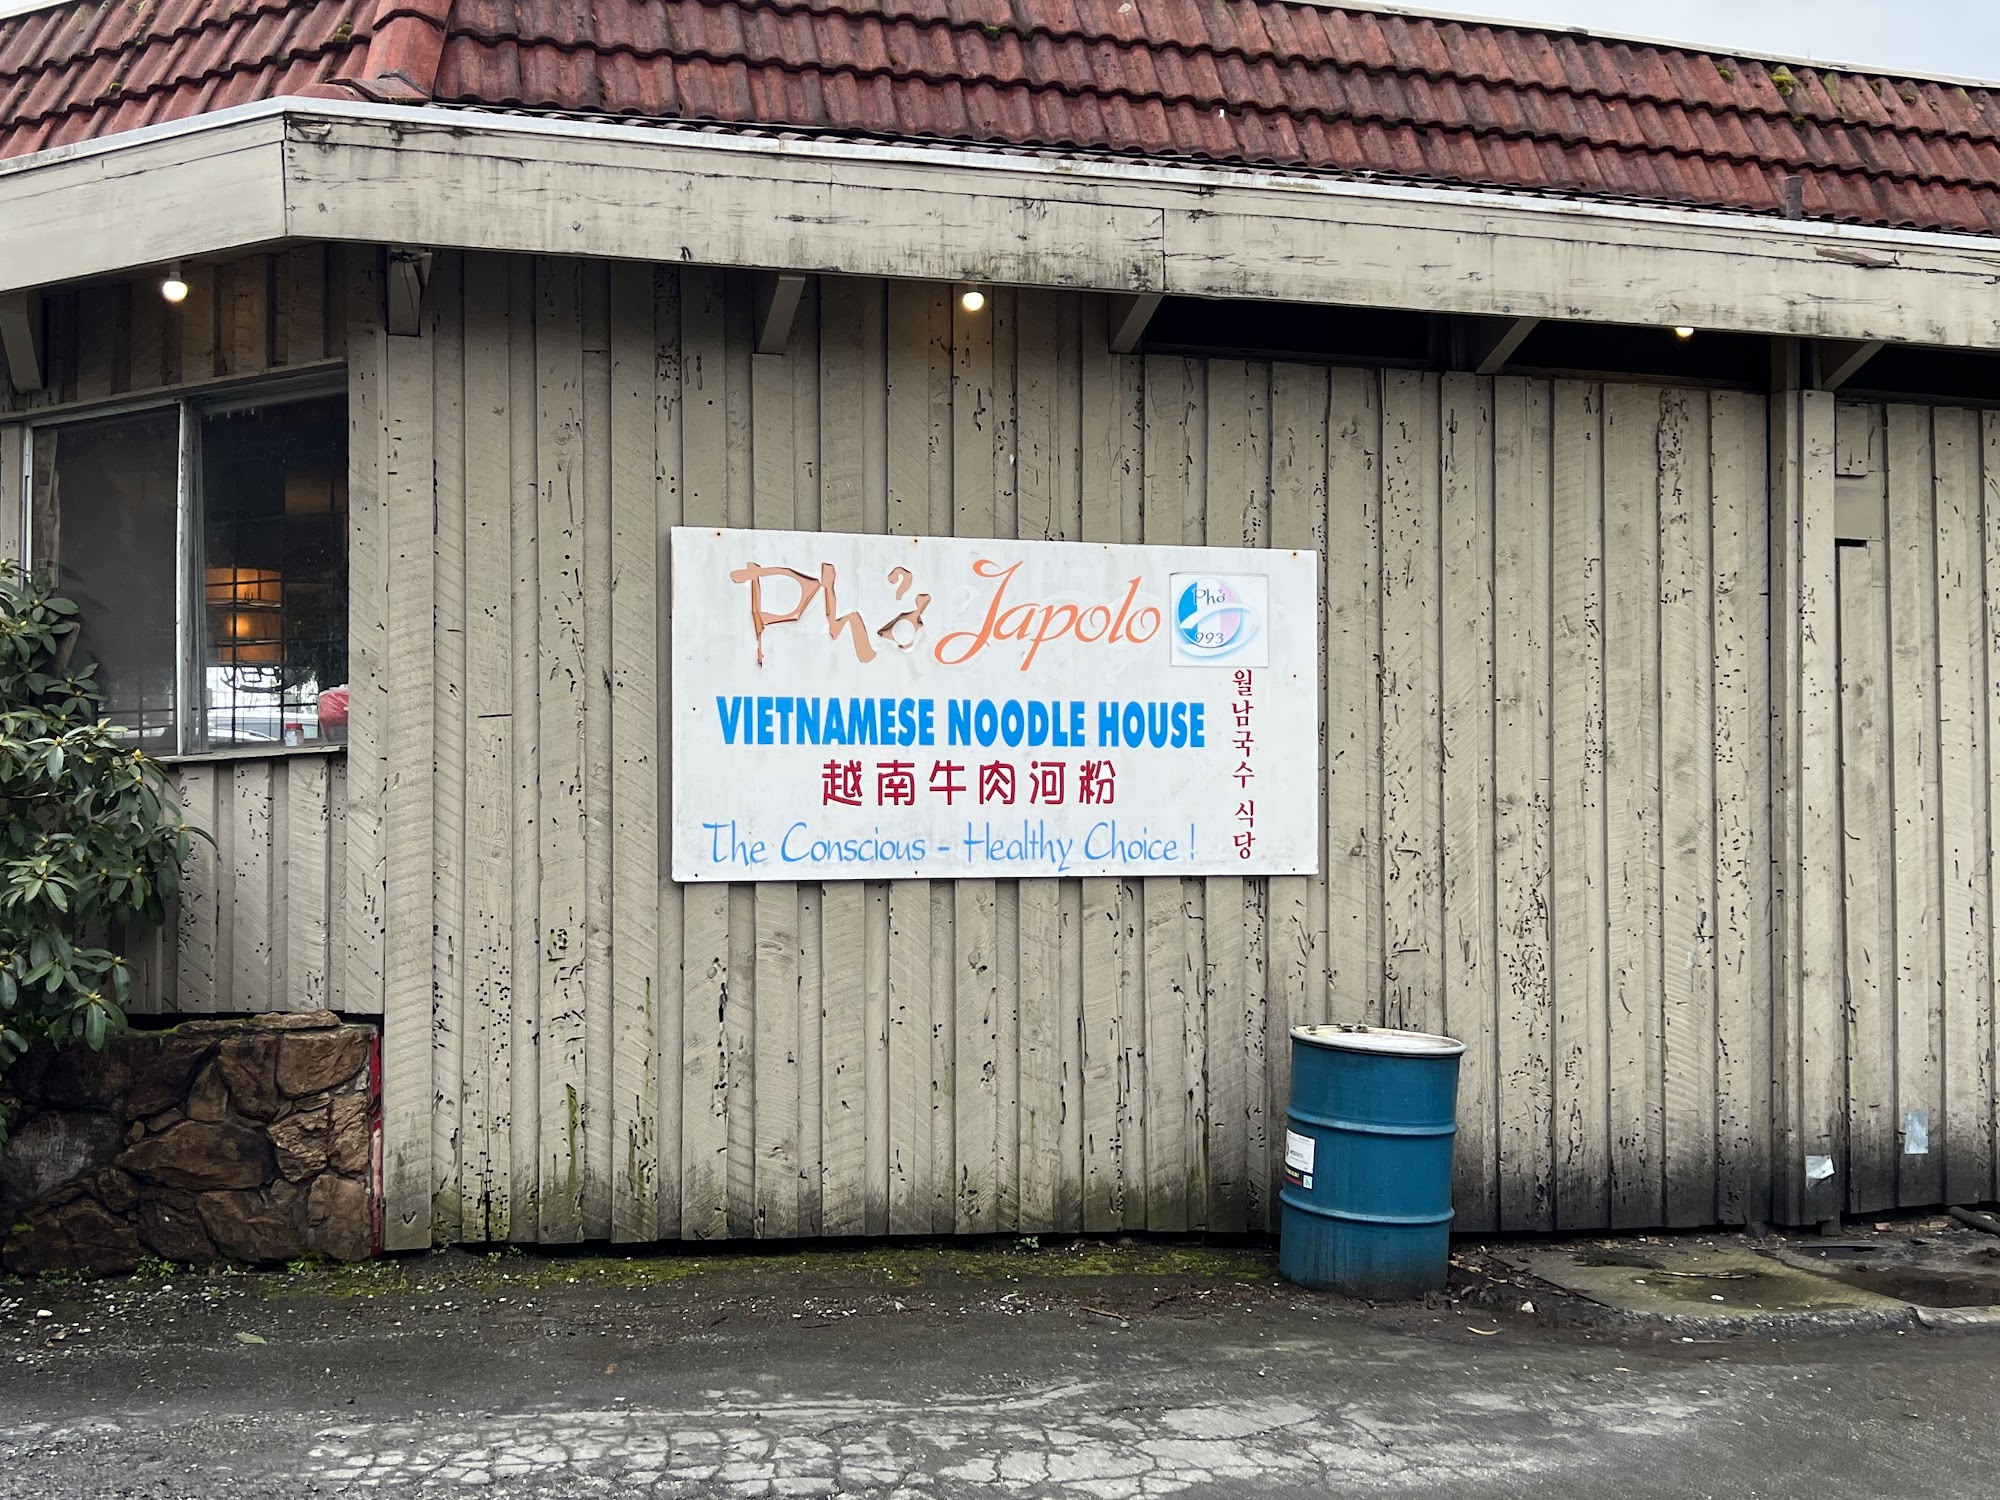 Phở Japolo
Phở
993
VIETNAMESE NOODLE HOUSE
越南牛肉河粉
The Conscious - Healthy Choice !
월남국수 식당